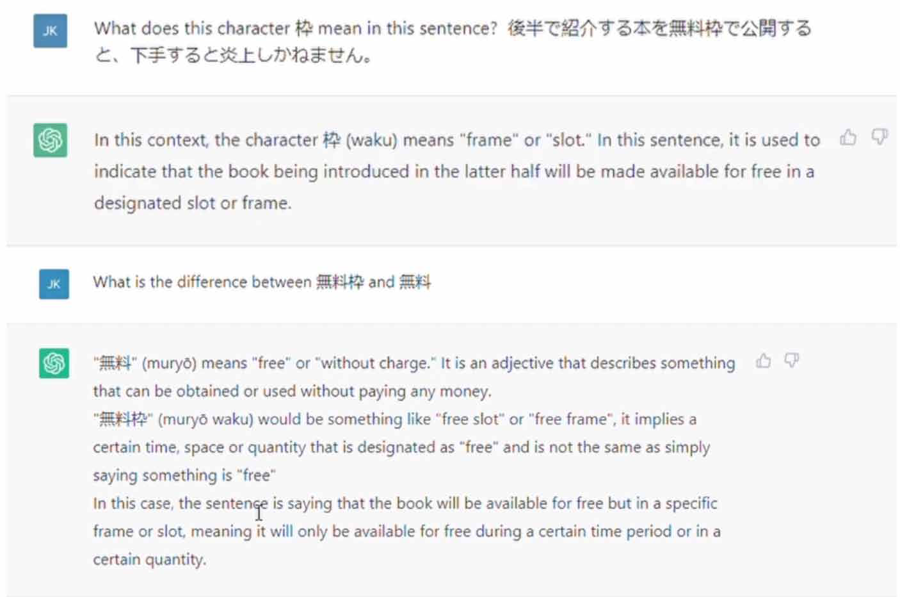 JK
What does this character 枠 mean in this sentence? 後半で紹介する本を無料枠で公開する
と、下手すると炎上しかねません。
In this context, the character 枠 (waku) means "frame" or "slot." In this sentence, it is used to
indicate that the book being introduced in the latter half will be made available for free in a
designated slot or frame.
JK
What is the difference between 無料枠 and 無料
"無料" (muryō) means "free" or "without charge." It is an adjective that describes something
that can be obtained or used without paying any money.
"無料枠" (muryō waku) would be something like "free slot" or "free frame", it implies a
certain time, space or quantity that is designated as "free" and is not the same as simply
saying something is "free"
In this case, the sentence is saying that the book will be available for free but in a specific
frame or slot, meaning it will only be available for free during a certain time period or in a
certain quantity.